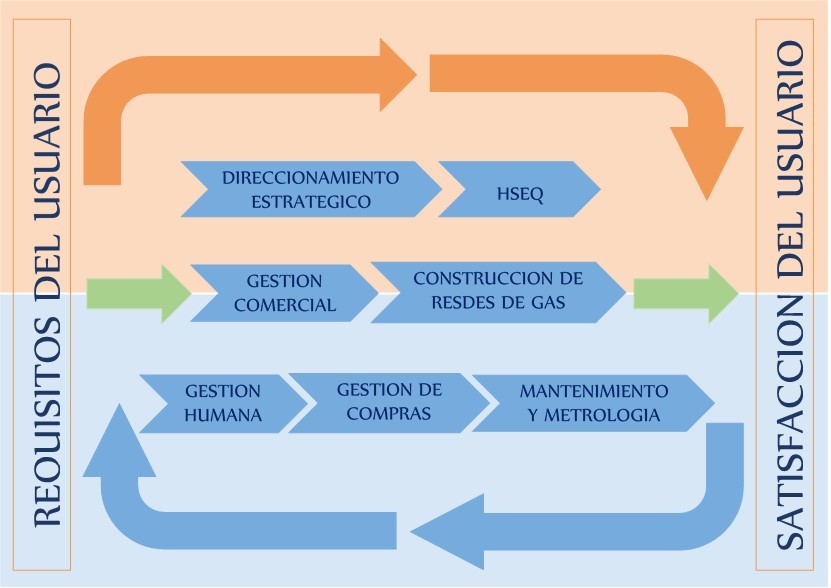 REQUISITOS DEL USUARIO
DIRECCIONAMIENTO
ESTRATEGICO
HSEQ
GESTION
COMERCIAL
CONSTRUCCION DE
RESDES DE GAS
GESTION
HUMANA
GESTION DE
COMPRAS
MANTENIMIENTO
Y METROLOGIA
SATISFACCION DEL USUARIO